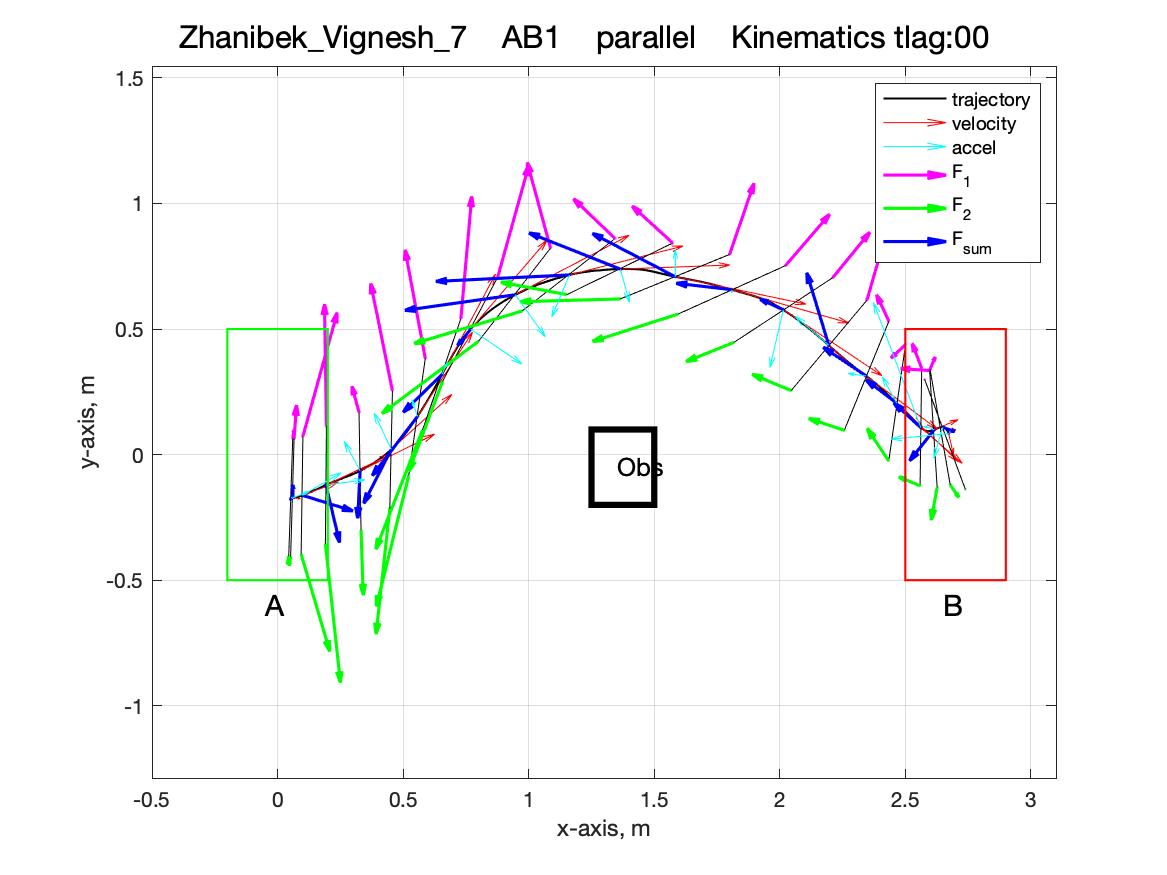 Zhanibek_Vignesh_7 AB1 parallel Kinematics tlag:00
1.5
1
0.5
0
-0.5
-1
y-axis, m
trajectory
velocity
accel
F1
F2
Fsum
Obs
A
B
-0.5 0 0.5 1 1.5 2 2.5 3
x-axis, m